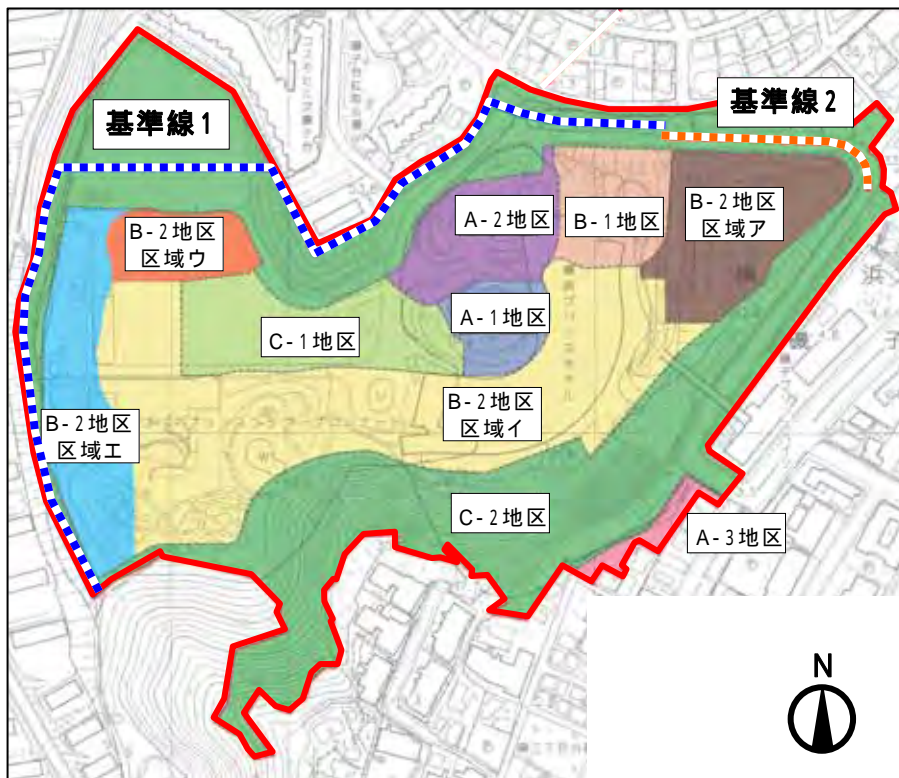 基準線1
基準線2
B-2地区
区域ウ
A-2地区
B-1地区
B-2地区
区域ア
A-1地区
C-1地区
B-2地区
区域エ
B-2地区
区域イ
C-2地区
A-3地区
浜
子
N